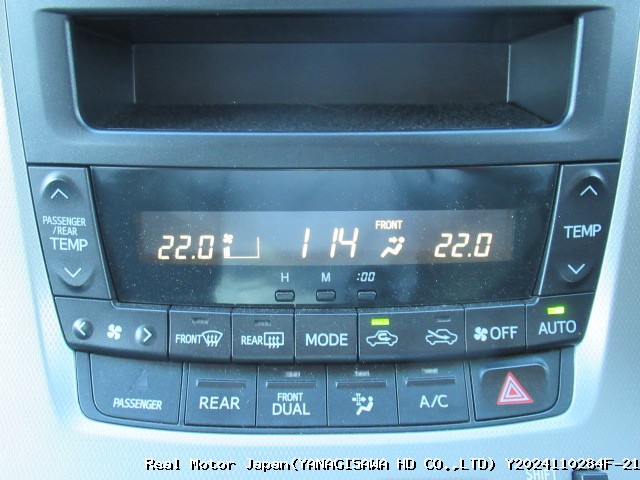 PASSENGER
/REAR
TEMP
FRONT
22.0 1 14 22.0
TEMP
H M :00
FRONT REAR MODE OFF AUTO
PASSENGER REAR FRONT
DUAL A/C
Real Motor Japan(YANAGISAWA HD CO.,LTD) Y2024110284F-21
SHIFT